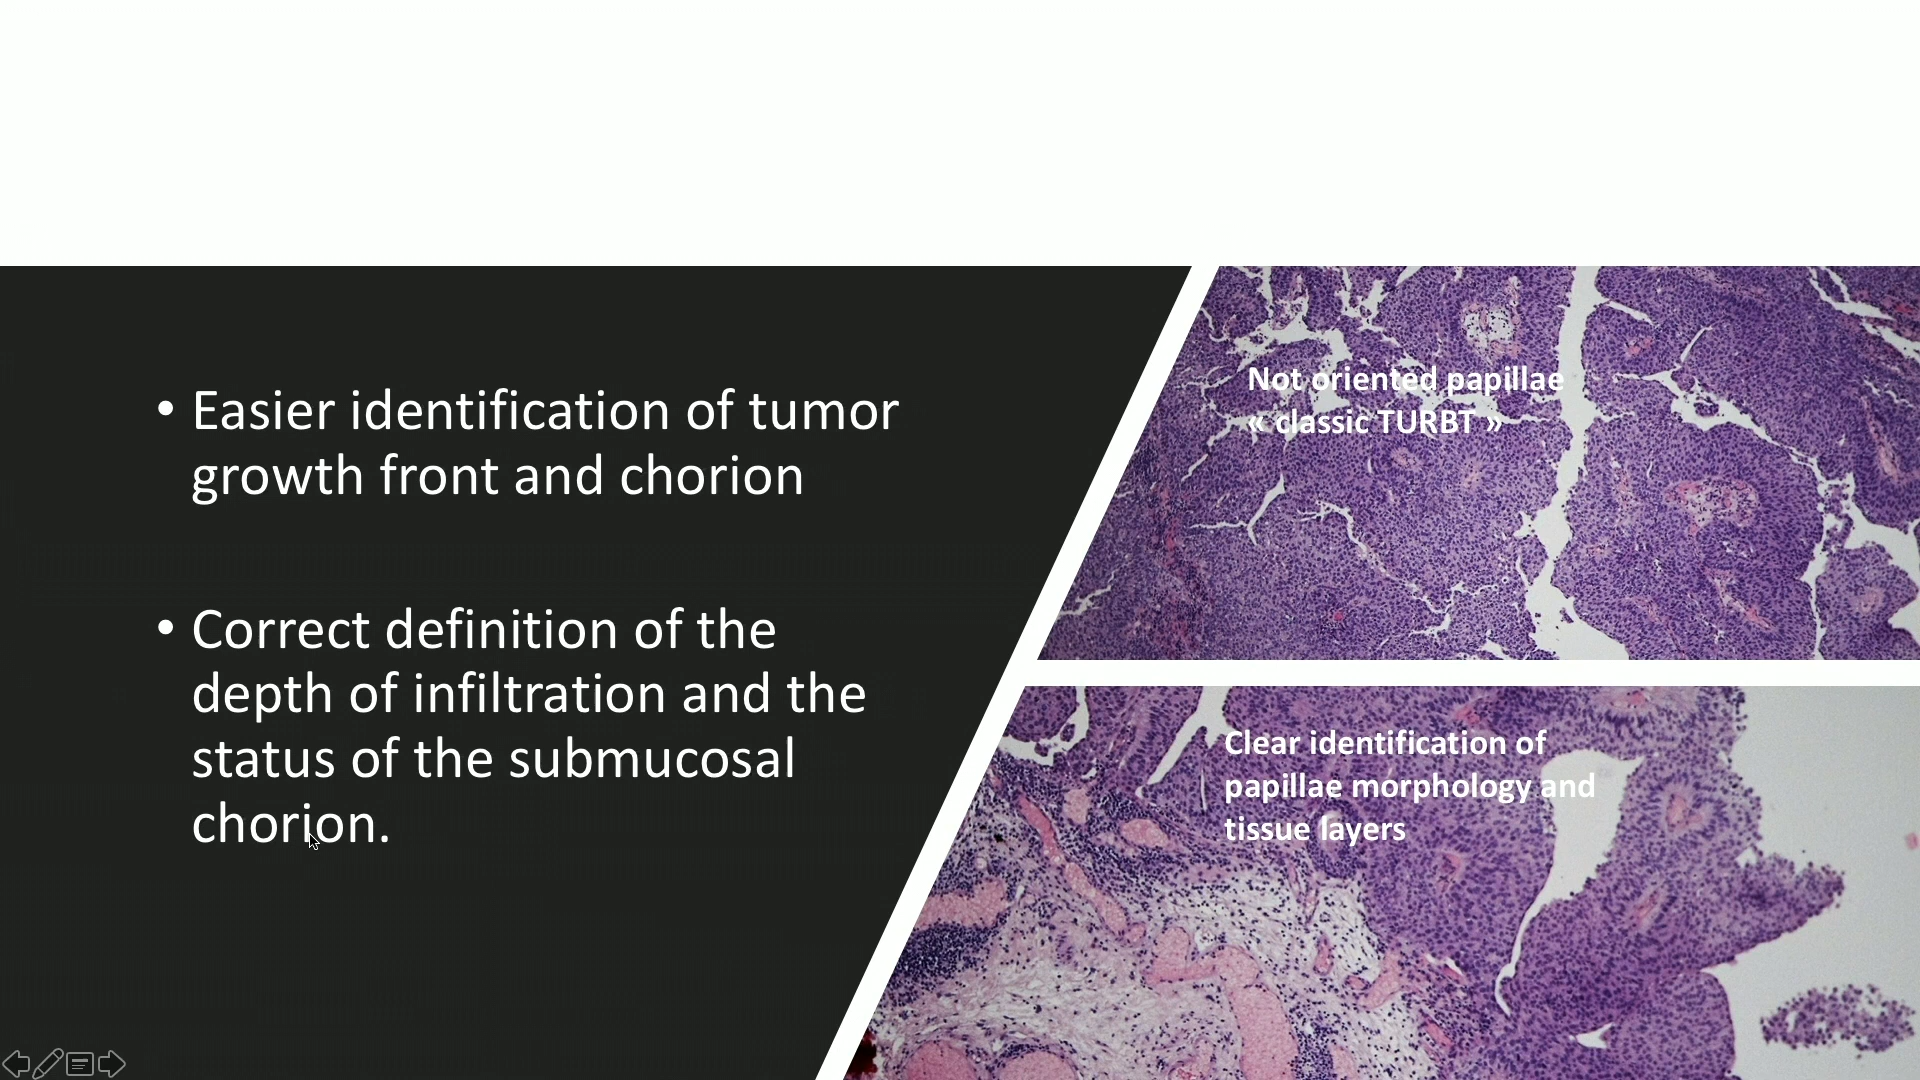 • Easier identification of tumor
growth front and chorion
• Correct definition of the
depth of infiltration and the
status of the submucosal
chorion.
Not oriented papillae
« classic TURBT »
Clear identification of
papillae morphology and
tissue layers